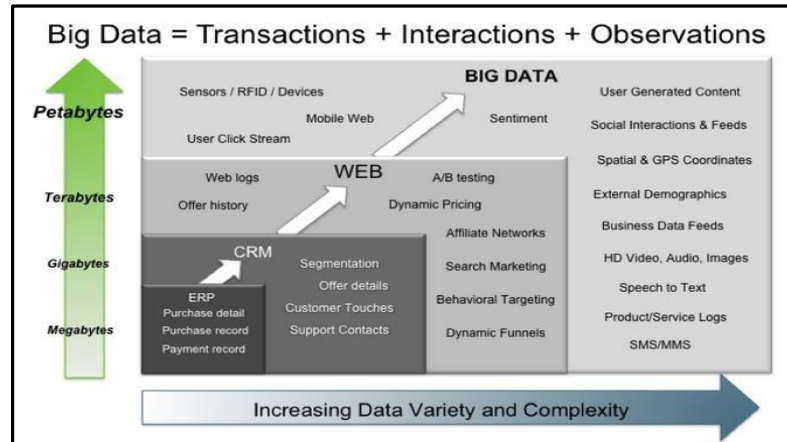 Big Data = Transactions + Interactions + Observations
Petabytes
Terabytes
Gigabytes
Megabytes
BIG DATA
Sensors / RFID / Devices
Mobile Web
Sentiment
User Click Stream
User Generated Content
Social Interactions & Feeds
Spatial & GPS Coordinates
External Demographics
Business Data Feeds
HD Video, Audio, Images
Speech to Text
Product/Service Logs
SMS/MMS
WEB
Web logs
A/B testing
Offer history
Dynamic Pricing
Affiliate Networks
Search Marketing
Behavioral Targeting
Dynamic Funnels
CRM
Segmentation
Offer details
Customer Touches
Support Contacts
ERP
Purchase detail
Purchase record
Payment record
Increasing Data Variety and Complexity